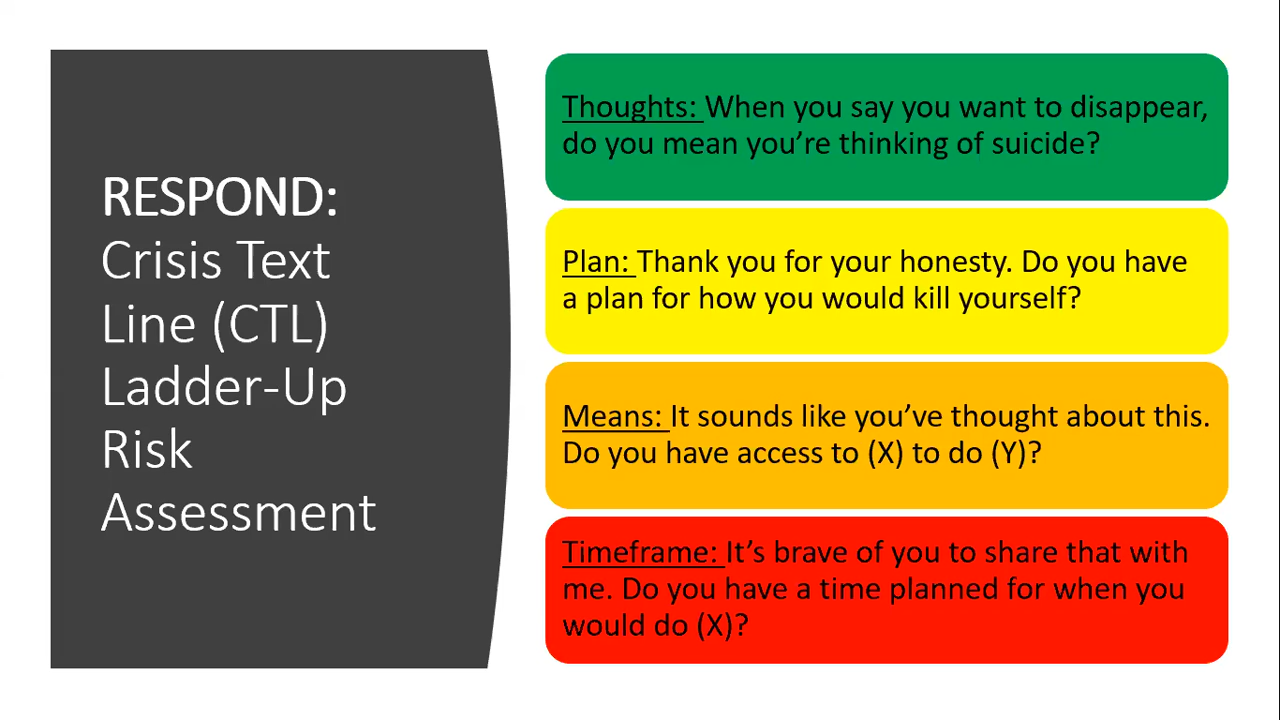 RESPOND:
Crisis Text
Line (CTL)
Ladder-Up
Risk
Assessment
Thoughts: When you say you want to disappear,
do you mean you’re thinking of suicide?
Plan: Thank you for your honesty. Do you have
a plan for how you would kill yourself?
Means: It sounds like you’ve thought about this.
Do you have access to (X) to do (Y)?
Timeframe: It’s brave of you to share that with
me. Do you have a time planned for when you
would do (X)?